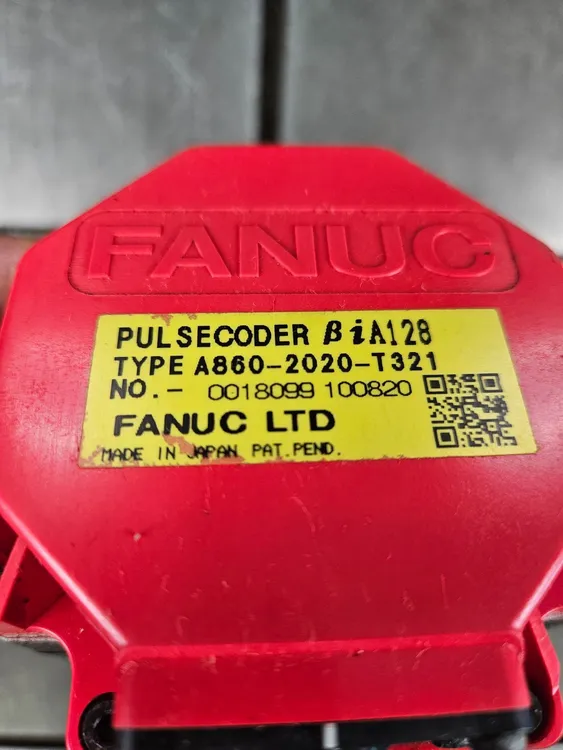 FANUC
PULSECODER βiA128
TYPE A860-2020-T321
NO.- 0018099 100820
FANUC LTD
MADE IN JAPAN PAT.PEND.